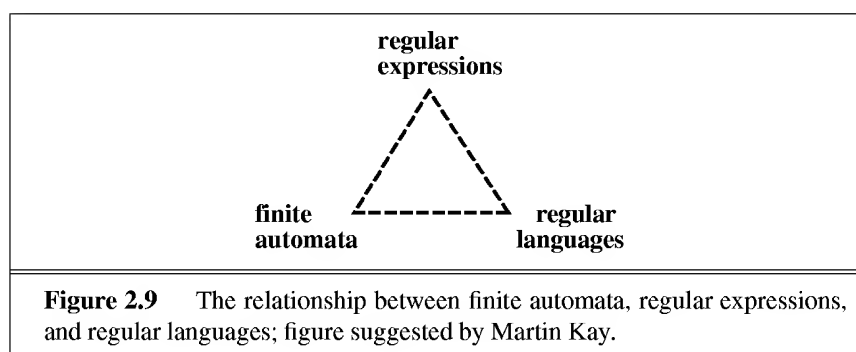 regular
expressions
finite
automata
regular
languages
Figure 2.9 The relationship between finite automata, regular expressions,
and regular languages; figure suggested by Martin Kay.